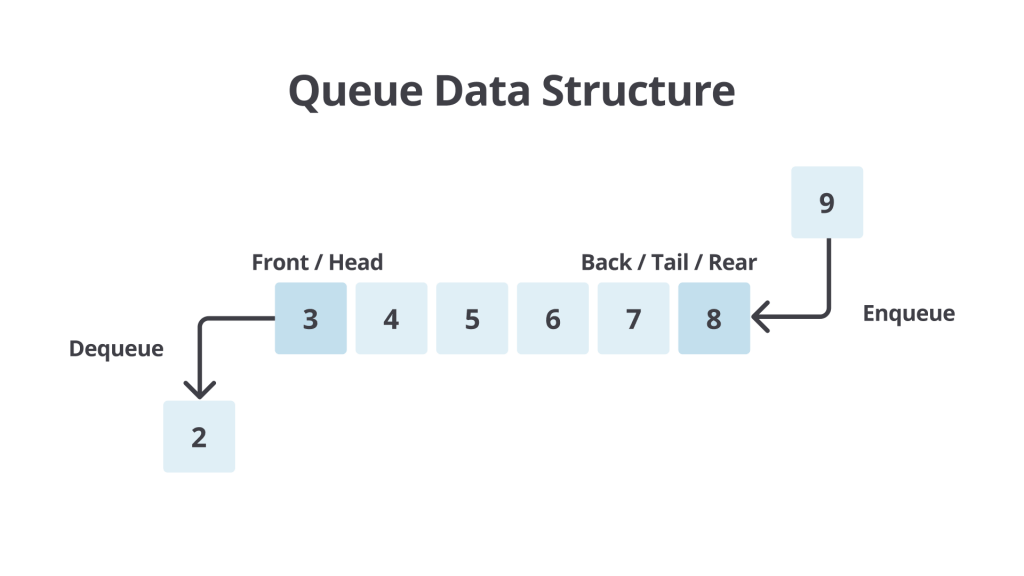 Queue Data Structure
9
Front / Head
Back / Tail / Rear
3 4 5 6 7 8
Enqueue
Dequeue
2